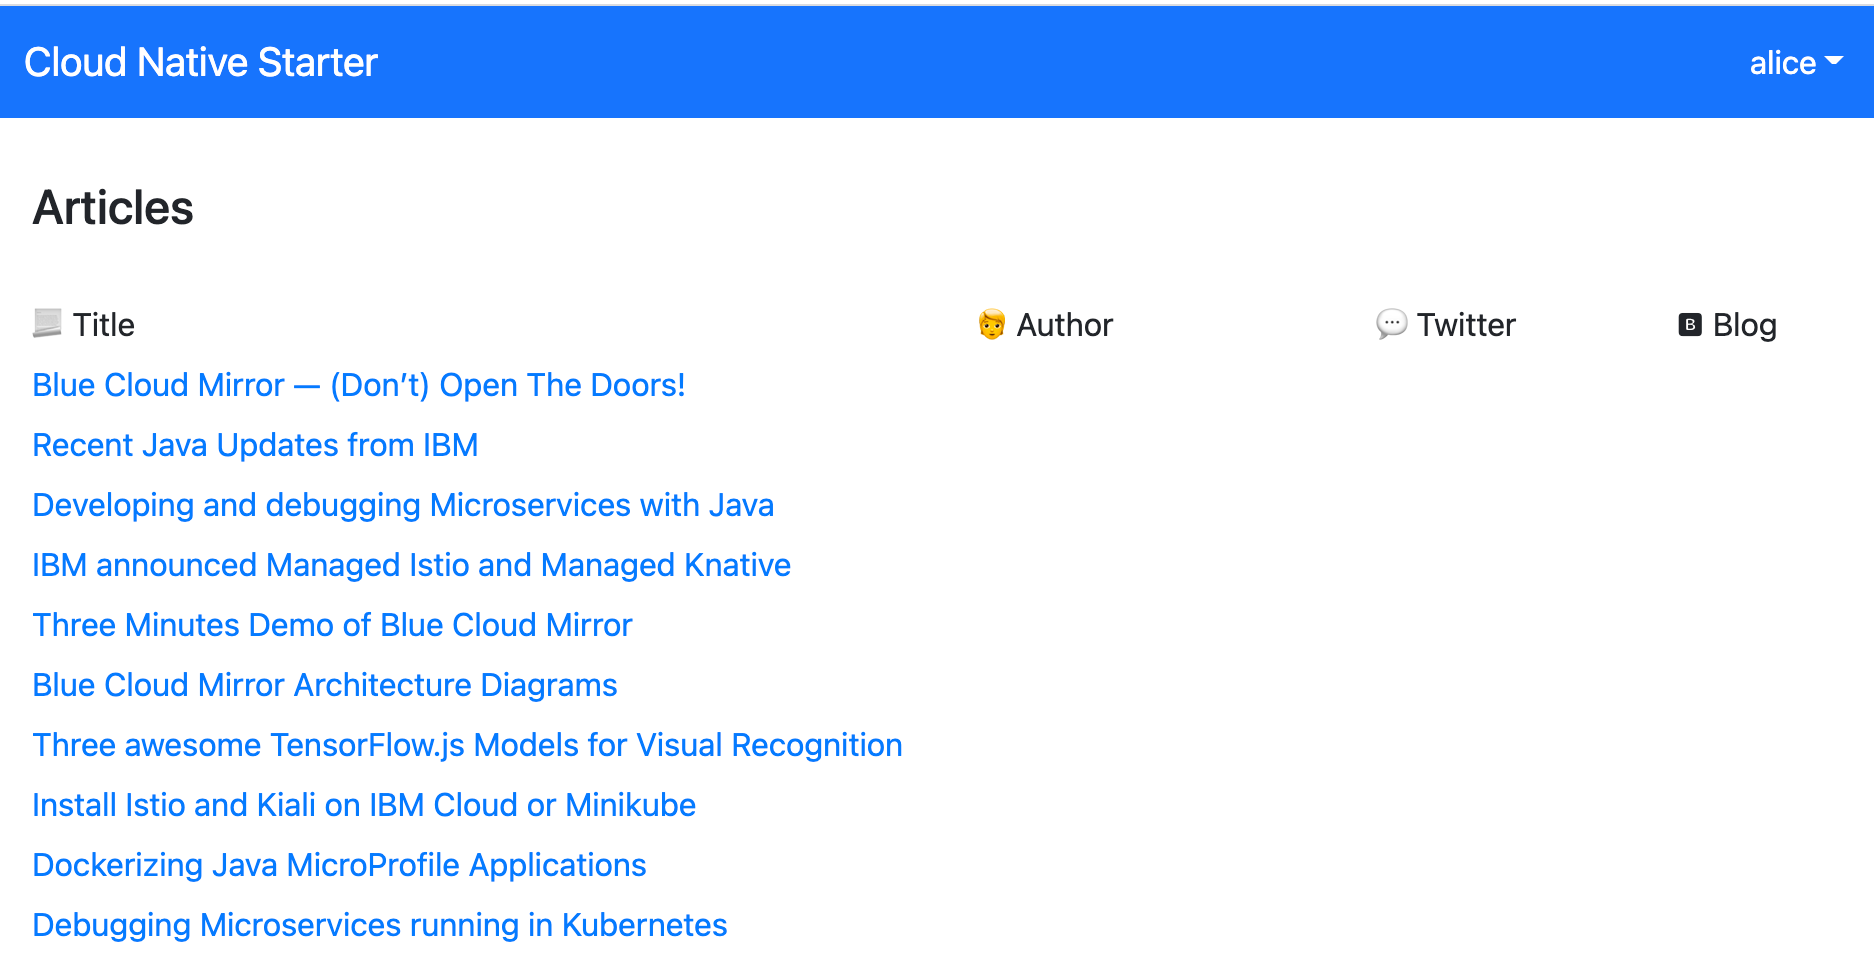 Cloud Native Starter
alice
Articles
Title Author Twitter B Blog
Blue Cloud Mirror — (Don’t) Open The Doors!
Recent Java Updates from IBM
Developing and debugging Microservices with Java
IBM announced Managed Istio and Managed Knative
Three Minutes Demo of Blue Cloud Mirror
Blue Cloud Mirror Architecture Diagrams
Three awesome TensorFlow.js Models for Visual Recognition
Install Istio and Kiali on IBM Cloud or Minikube
Dockerizing Java MicroProfile Applications
Debugging Microservices running in Kubernetes